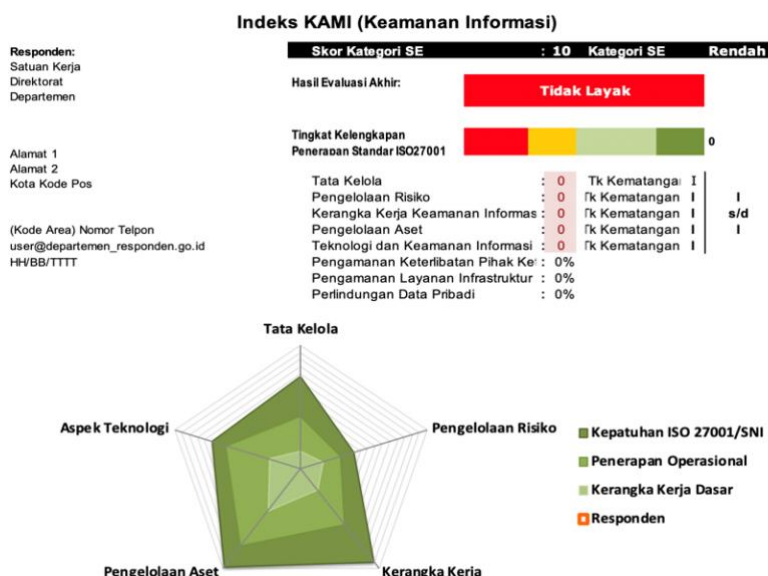 Indeks KAMI (Keamanan Informasi)
Responden:
Satuan Kerja
Direktorat
Departemen
Alamat 1
Alamat 2
Kota Kode Pos
(Kode Area) Nomor Telpon
user@departemen_responden.go.id
HH/BB/TTTT
Skor Kategori SE : 10 Kategori SE Rendah
Hasil Evaluasi Akhir: Tidak Layak
Tingkat Kelengkapan
Penerapan Standar ISO27001 0
Tata Kelola : 0 Tk Kematanga I
Pengelolaan Risiko : 0 Tk Kematangan I I
Kerangka Kerja Keamanan Informas : 0 Tk Kematangan I s/d
Pengelolaan Aset : 0 Tk Kematangan I I
Teknologi dan Keamanan Informasi : 0 Tk Kematangan I
Pengamanan Keterlibatan Pihak Ke : 0%
Pengamanan Layanan Infrastruktur : 0%
Perlindungan Data Pribadi : 0%
Tata Kelola
Aspek Teknologi
Pengelolaan Risiko
Pengelolaan Aset
Kerangka Kerja
Kepatuhan ISO 27001/SNI
Penerapan Operasional
Kerangka Kerja Dasar
Responden